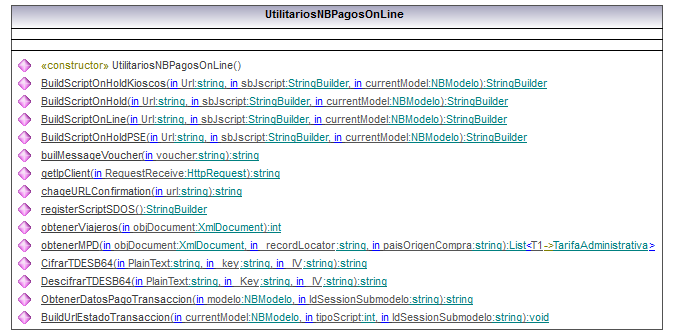 UtilitariosNBPagosOnLine
«constructor» UtilitariosNBPagosOnLine()
BuildScriptOnHoldKioscos(in Url:string, in sbJscript:StringBuilder, in currentModel:NBModelo):StringBuilder
BuildScriptOnHold(in Url:string, in sbJscript:StringBuilder, in currentModel:NBModelo):StringBuilder
BuildScriptOnLine(in Url:string, in sbJscript:StringBuilder, in currentModel:NBModelo):StringBuilder
BuildScriptOnHoldPSE(in Url:string, in sbJscript:StringBuilder, in currentModel:NBModelo):StringBuilder
builMessageVoucher(in voucher:string):string
getIpClient(in RequestReceive:HttpRequest):string
chageURLConfirmation(in url:string):string
registerScriptSDOS():StringBuilder
obtenerViajeros(in objDocument:XmlDocument):int
obtenerMPD(in objDocument:XmlDocument, in _recordLocator:string, in paisOrigenCompra:string):List<T1->TarifaAdministrativa>
CifrarTDESB64(in PlainText:string, in _key:string, in _IV:string):string
DescifrarTDESB64(in PlainText:string, in _Key:string, in _IV:string):string
ObtenerDatosPagoTransaccion(in modelo:NBModelo, in IdSessionSubmodelo:string):string
BuildUrlEstadoTransaccion(in currentModel:NBModelo, in tipoScript:int, in IdSessionSubmodelo:string):void